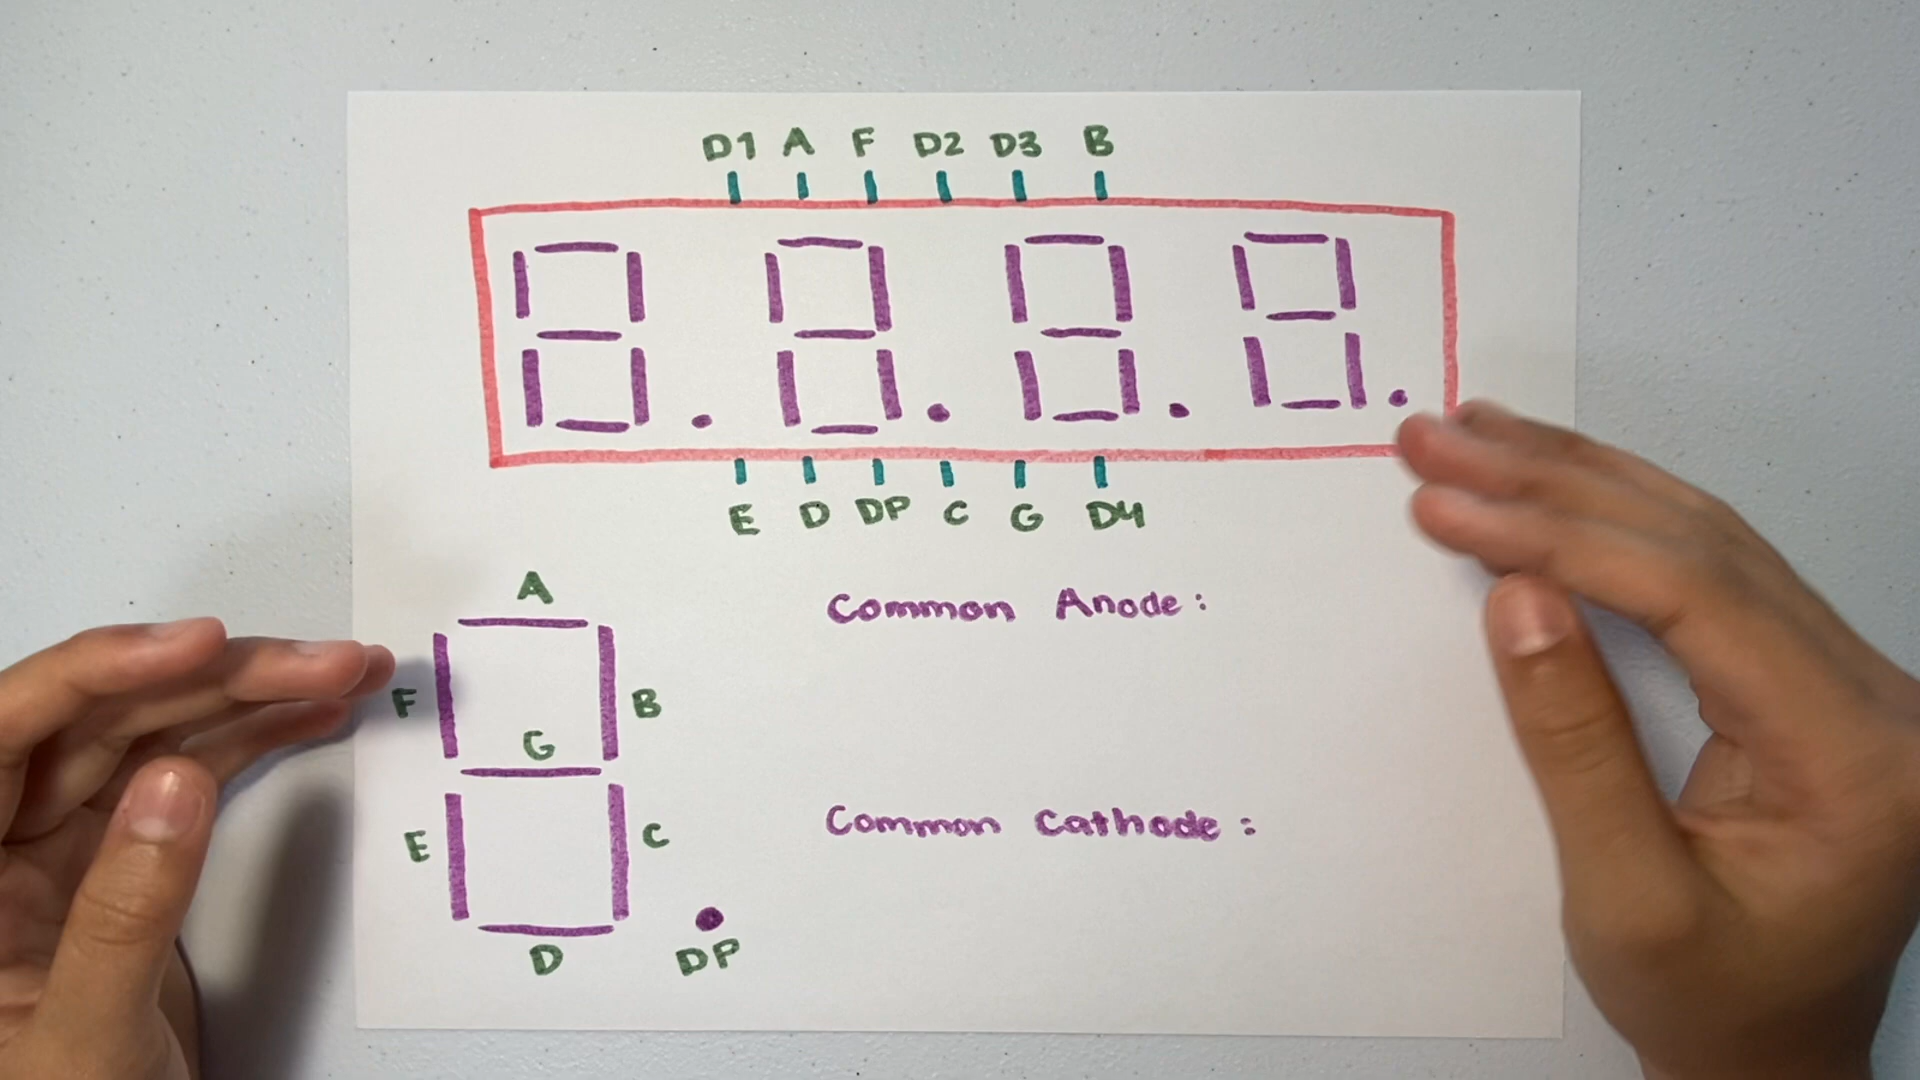 D1 A F D2 D3 B
E D DP C G D4
A
F B
G
E C
D
DP
Common Anode:
Common Cathode: